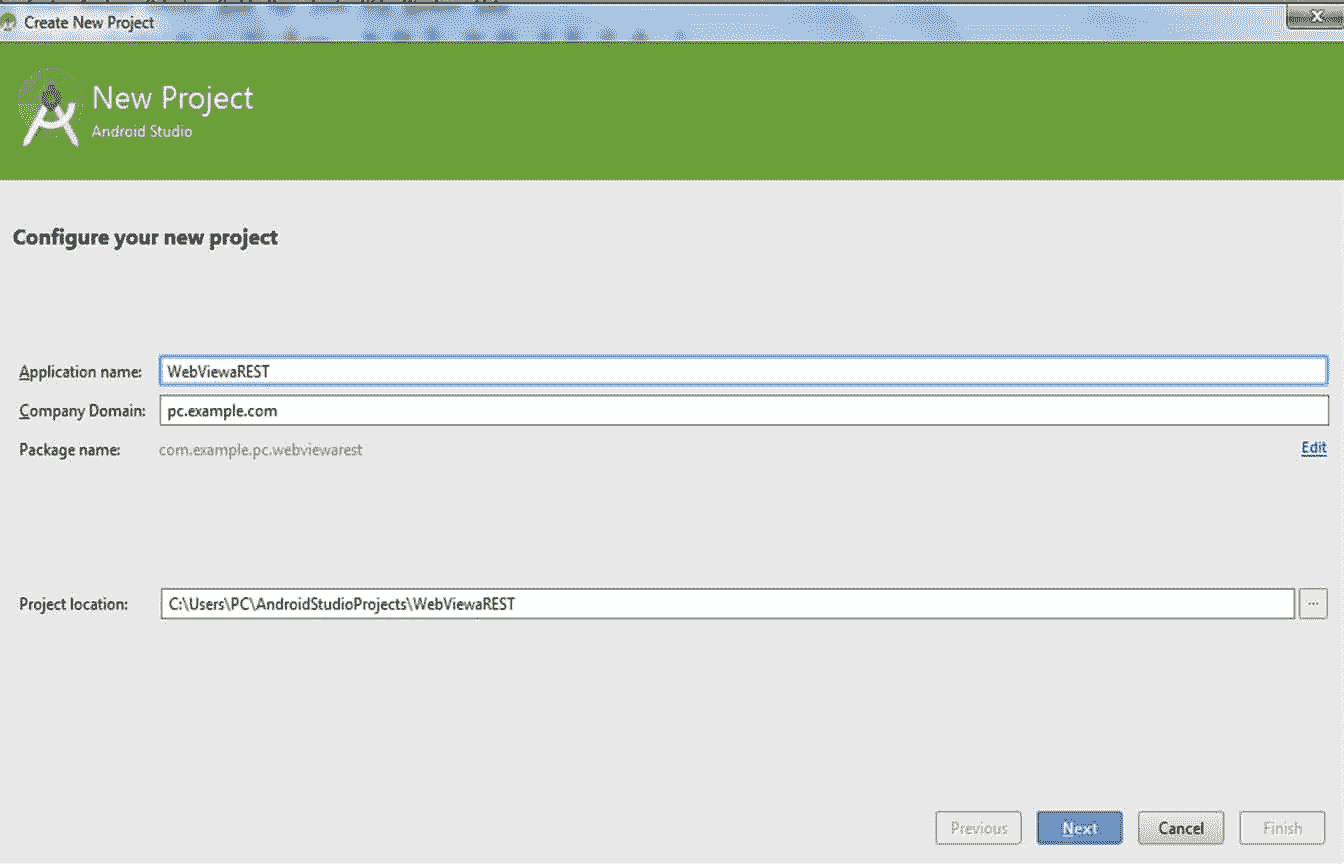 Create New Project
New Project
Android Studio
Configure your new project
Application name: WebViewaREST
Company Domain: pc.example.com
Package name: com.example.pc.webviewarest Edit
Project location: C:\Users\PC\AndroidStudioProjects\WebViewaREST ...
Previous Next Cancel Finish